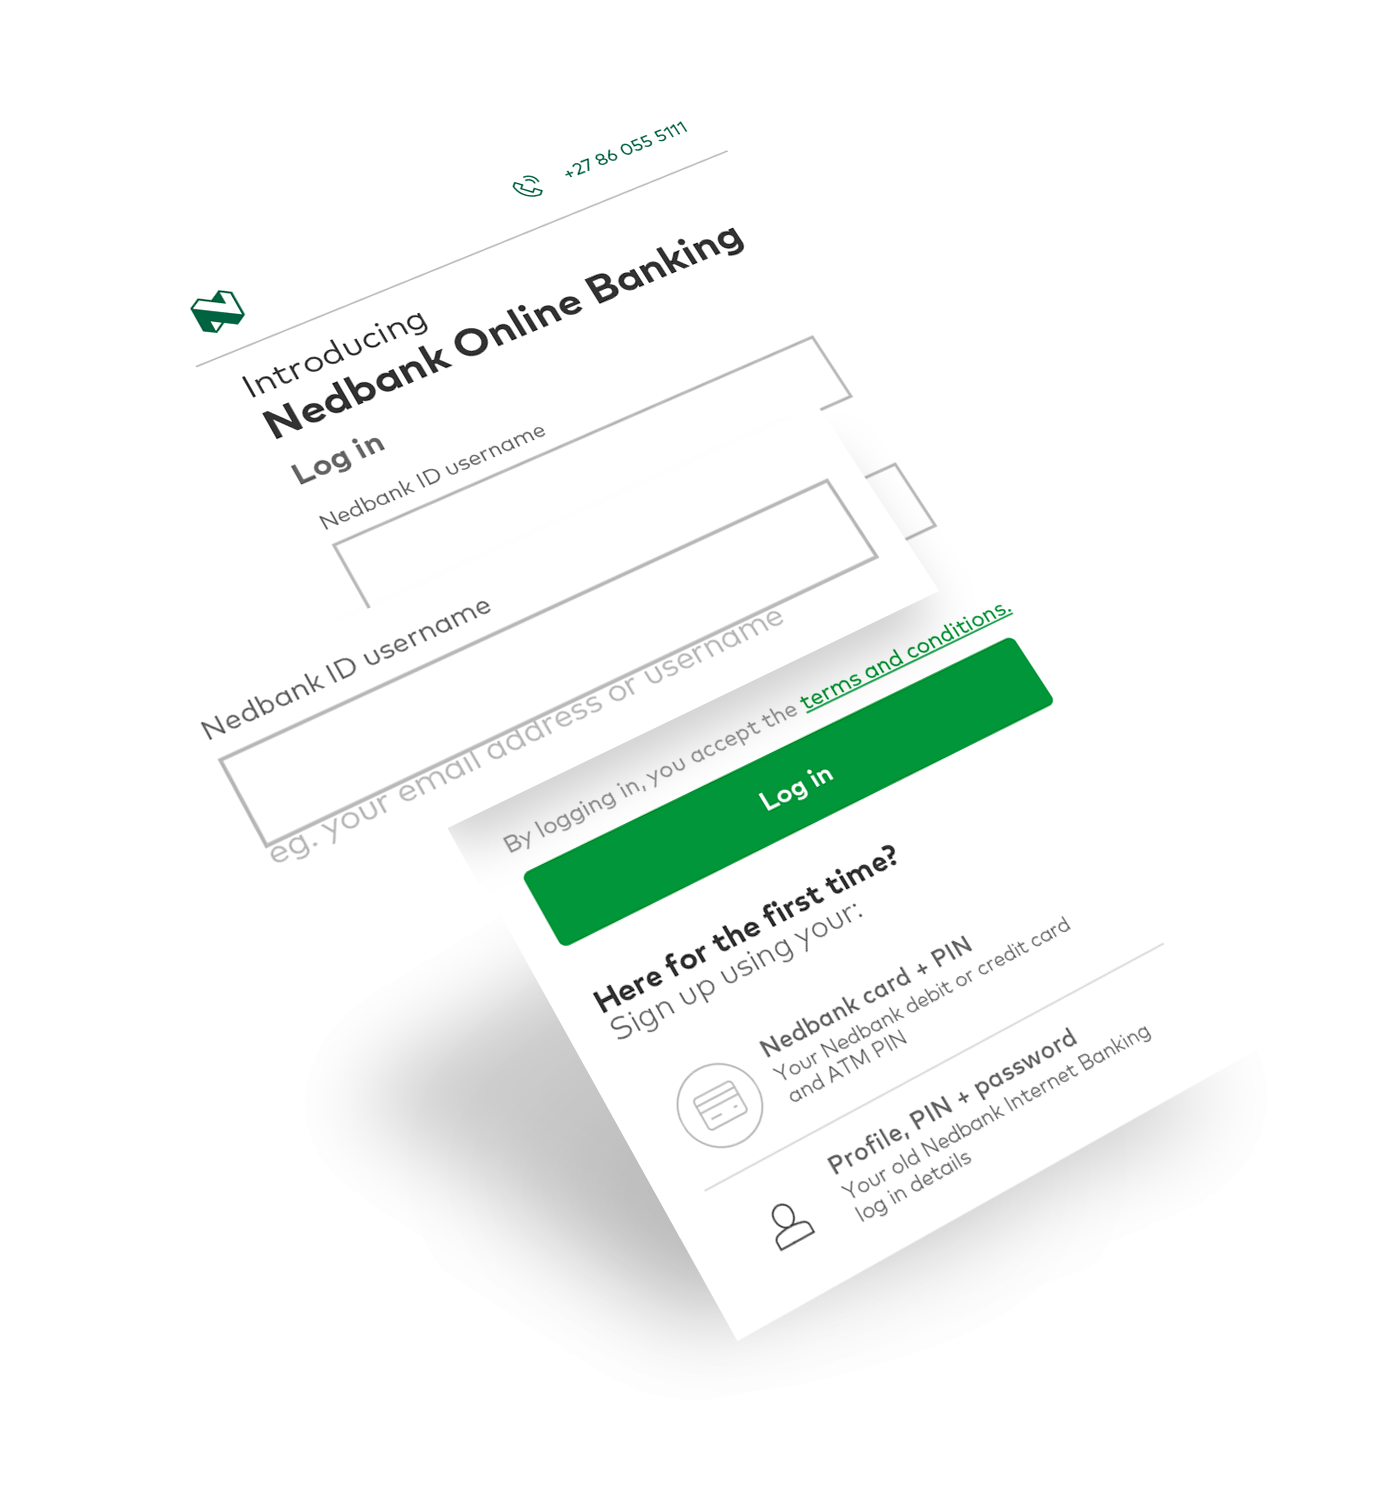 +27 86 055 5111
Introducing
Nedbank Online Banking
Log in
Nedbank ID username
Nedbank ID username
eg. your email address or username
By logging in, you accept the terms and conditions.
Log in
Here for the first time?
Sign up using your:
Nedbank card + PIN
Your Nedbank debit or credit card
and ATM PIN
Profile, PIN + password
Your old Nedbank Internet Banking
log in details